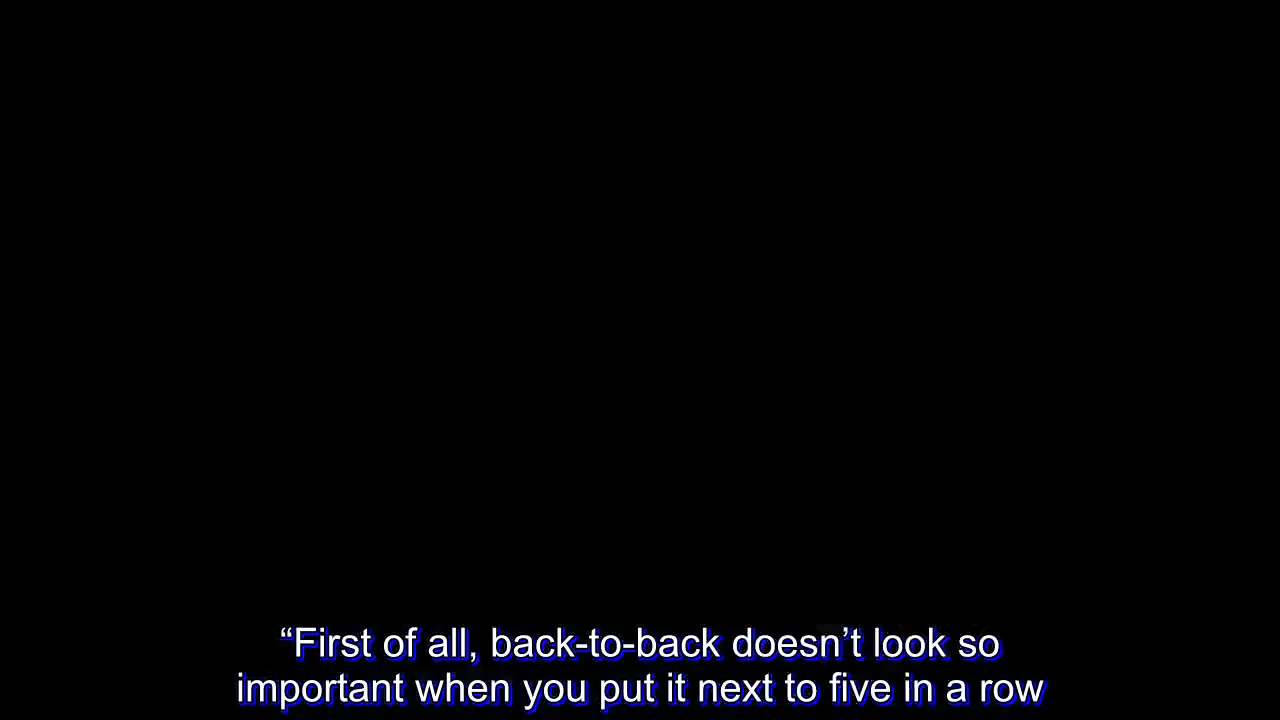 “First of all, back-to-back doesn’t look so
important when you put it next to five in a row